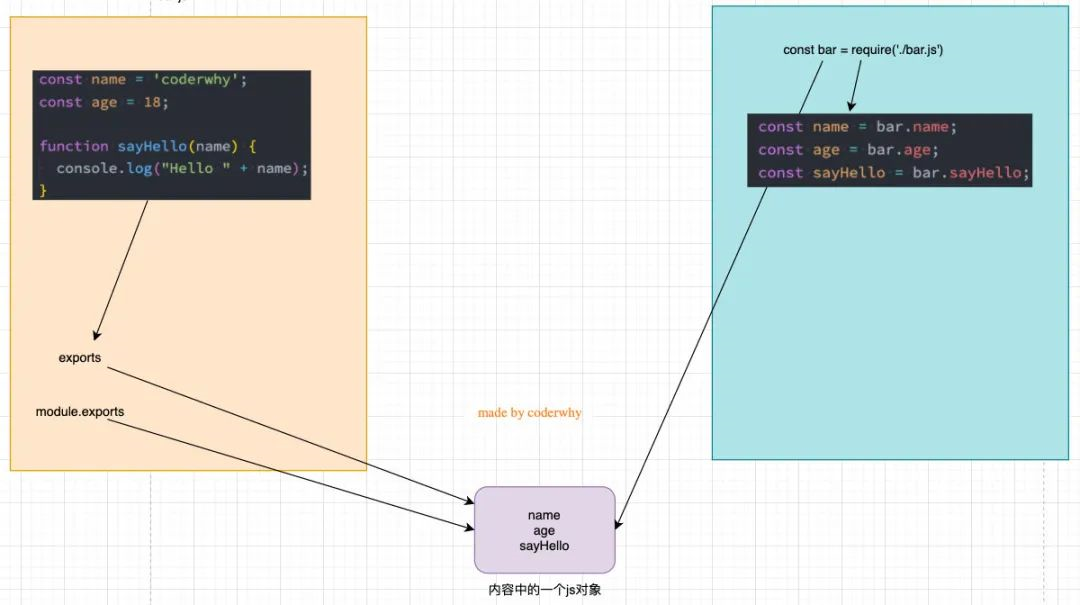 const name = 'coderwhy';
const age = 18;
function sayHello(name) {
console.log("Hello " + name);
}
exports
module.exports
made by coderwhy
const bar = require('./bar.js')
const name = bar.name;
const age = bar.age;
const sayHello = bar.sayHello;
name
age
sayHello
内容中的一个js对象